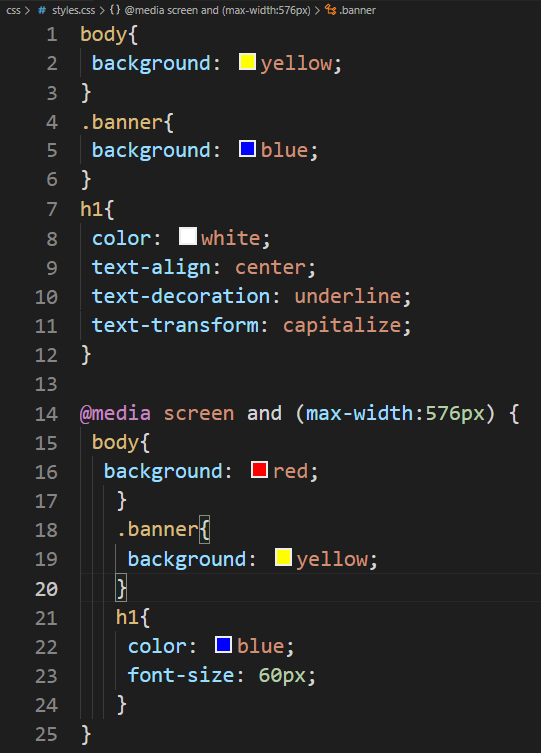 css > # styles.css > {} @media screen and (max-width:576px) > .banner
1 body{
2 background: yellow;
3 }
4 .banner{
5 background: blue;
6 }
7 h1{
8 color: white;
9 text-align: center;
10 text-decoration: underline;
11 text-transform: capitalize;
12 }
13
14 @media screen and (max-width:576px) {
15 body{
16 background: red;
17 }
18 .banner{
19 background: yellow;
20 }
21 h1{
22 color: blue;
23 font-size: 60px;
24 }
25 }